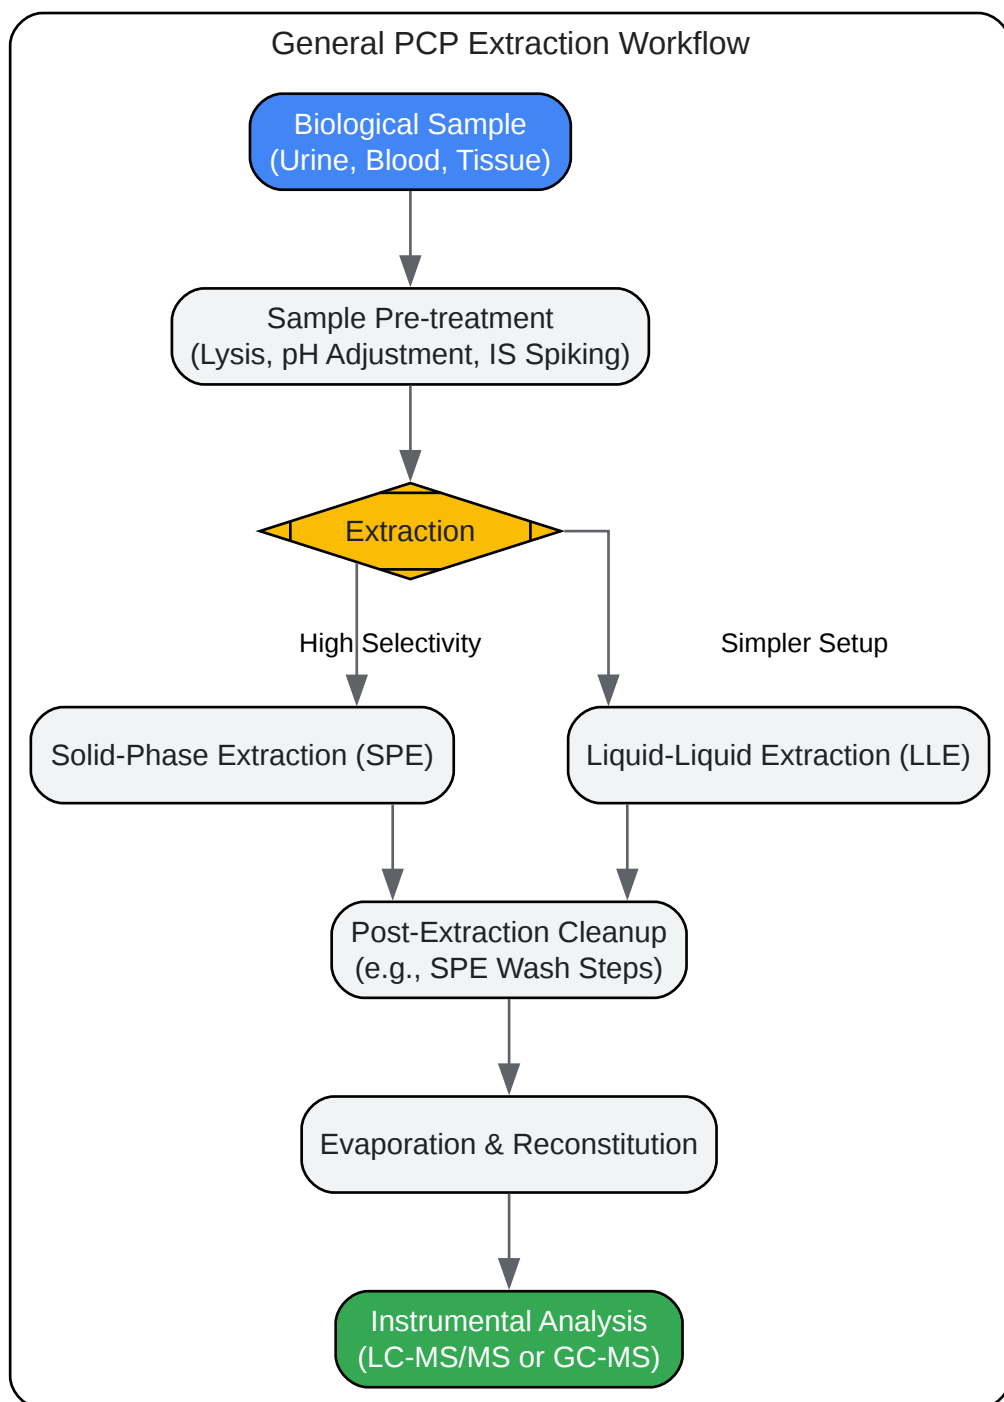 General PCP Extraction Workflow
Biological Sample
(Urine, Blood, Tissue)
Sample Pre-treatment
(Lysis, pH Adjustment, IS Spiking)
Extraction
High Selectivity
Simpler Setup
Solid-Phase Extraction (SPE)
Liquid-Liquid Extraction (LLE)
Post-Extraction Cleanup
(e.g., SPE Wash Steps)
Evaporation & Reconstitution
Instrumental Analysis
(LC-MS/MS or GC-MS)